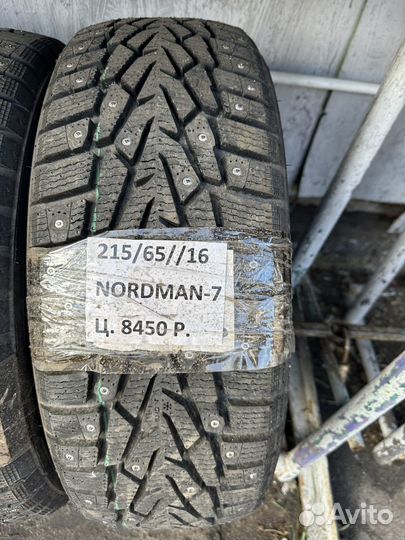 215/65//16
NORDMAN-7
Ц. 8450 Р.
Avito